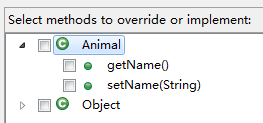 Select methods to override or implement:
Animal
getName()
setName(String)
Object